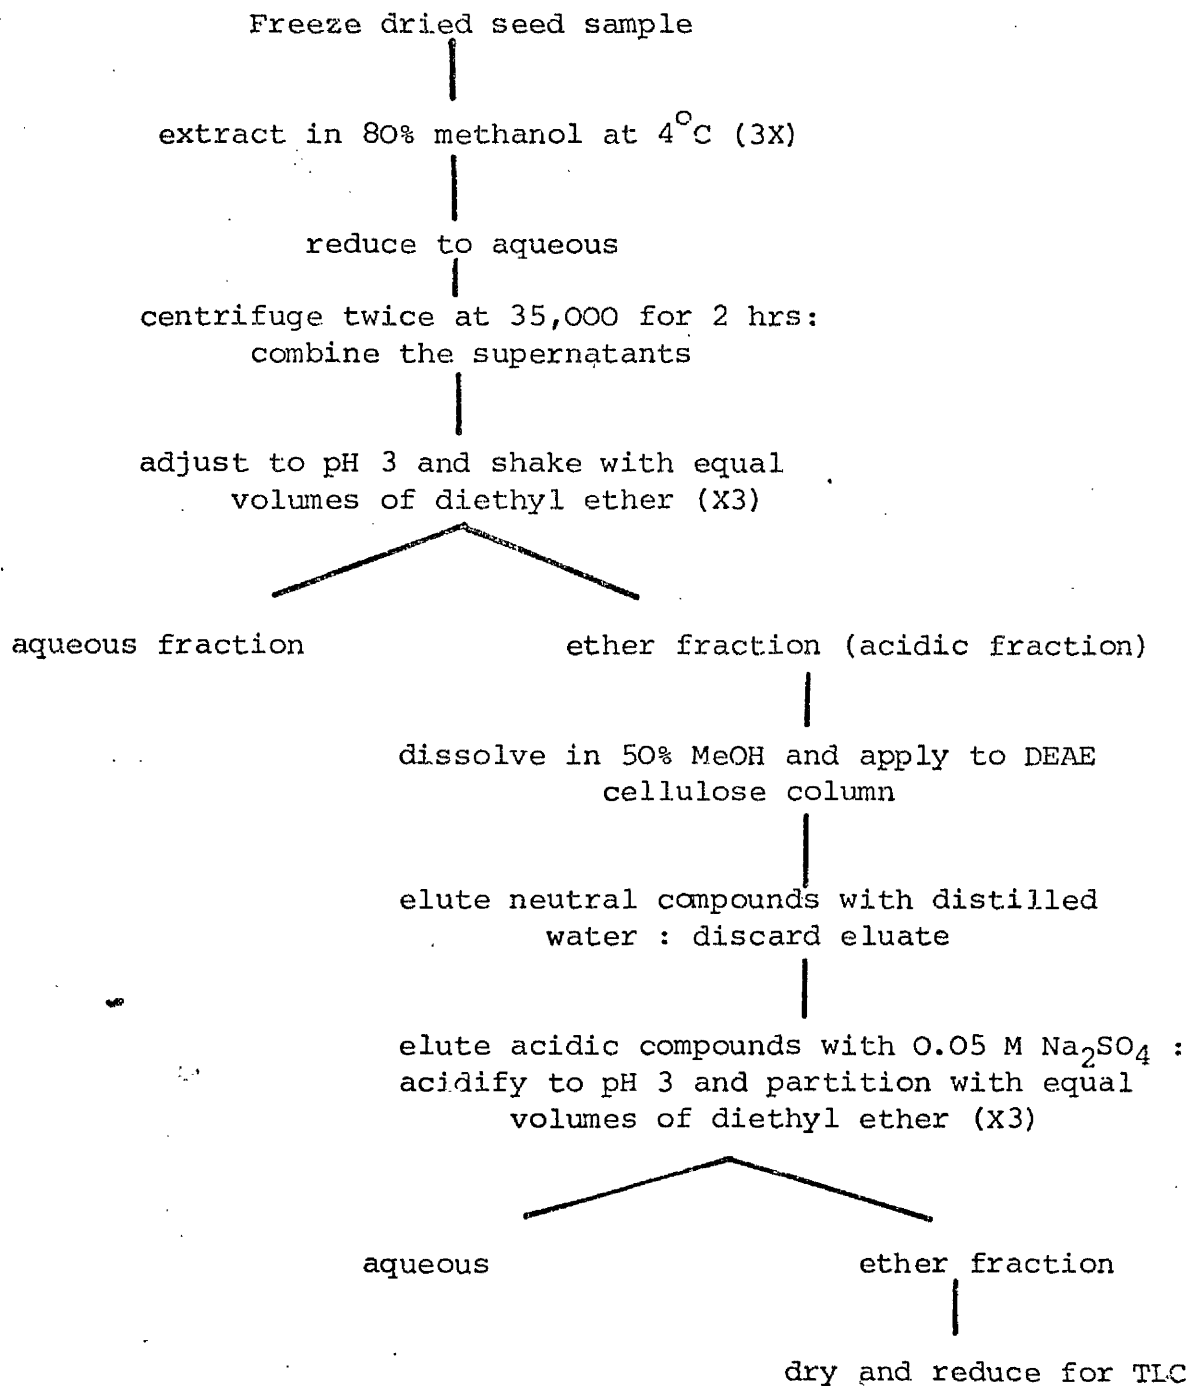 Freeze dried seed sample
extract in 80% methanol at 4°C (3X)
reduce to aqueous
centrifuge twice at 35,000 for 2 hrs:
combine the supernatants
adjust to pH 3 and shake with equal
volumes of diethyl ether (X3)
aqueous fraction
ether fraction (acidic fraction)
dissolve in 50% MeOH and apply to DEAE
cellulose column
elute neutral compounds with distilled
water : discard eluate
elute acidic compounds with 0.05 M Na₂SO₄ :
acidify to pH 3 and partition with equal
volumes of diethyl ether (X3)
aqueous
ether fraction
dry and reduce for TLC